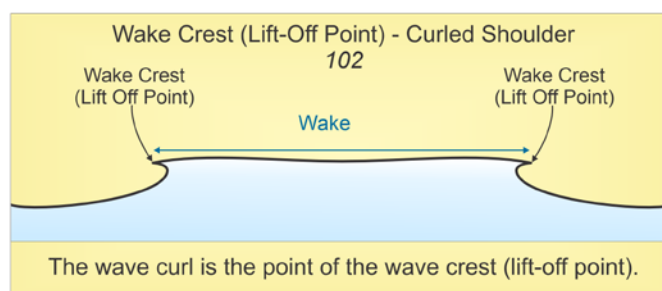 Wake Crest (Lift-Off Point) - Curled Shoulder
102
Wake Crest
(Lift Off Point)
Wake Crest
(Lift Off Point)
Wake
The wave curl is the point of the wave crest (lift-off point).